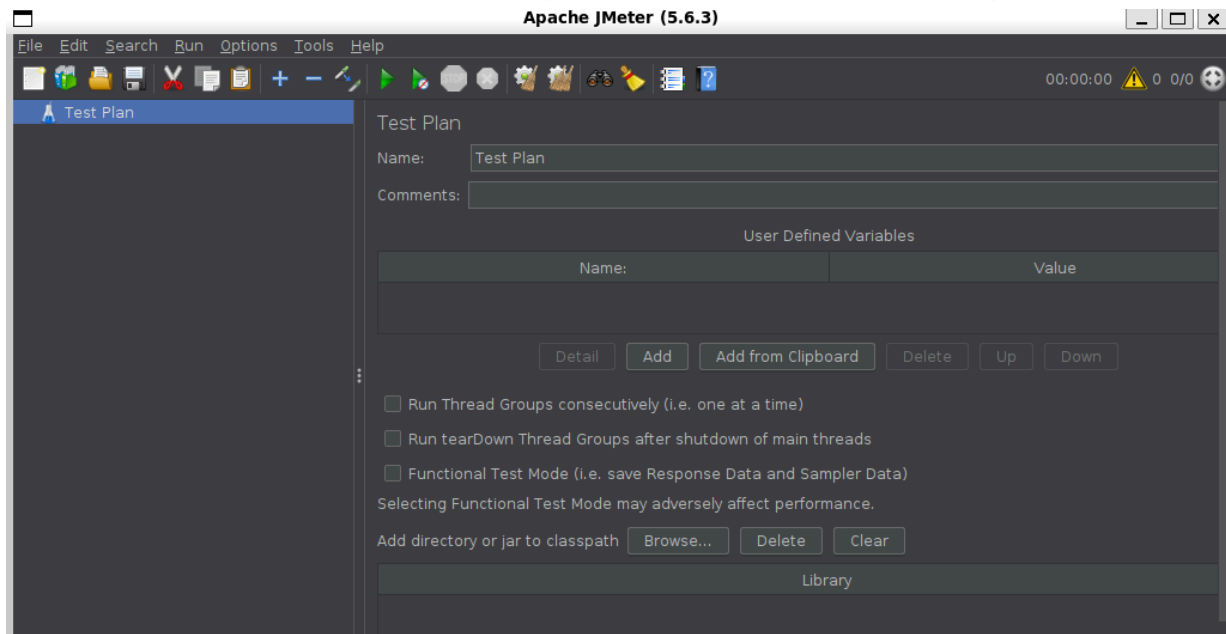 Apache JMeter (5.6.3)
File Edit Search Run Options Tools Help
STOP ? 00:00:00 0 0/0
Test Plan
Test Plan
Name: Test Plan
Comments:
User Defined Variables
Name: Value
Detail Add Add from Clipboard Delete Up Down
Run Thread Groups consecutively (i.e. one at a time)
Run tearDown Thread Groups after shutdown of main threads
Functional Test Mode (i.e. save Response Data and Sampler Data)
Selecting Functional Test Mode may adversely affect performance.
Add directory or jar to classpath Browse... Delete Clear
Library